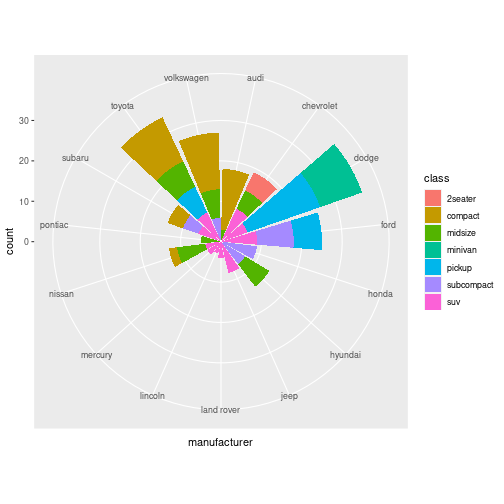 volkswagen
audi
toyota
chevrolet
subaru
dodge
pontiac
ford
nissan
honda
mercury
hyundai
lincoln
jeep
land rover
30
20
10
0
count
manufacturer
class
2seater
compact
midsize
minivan
pickup
subcompact
suv